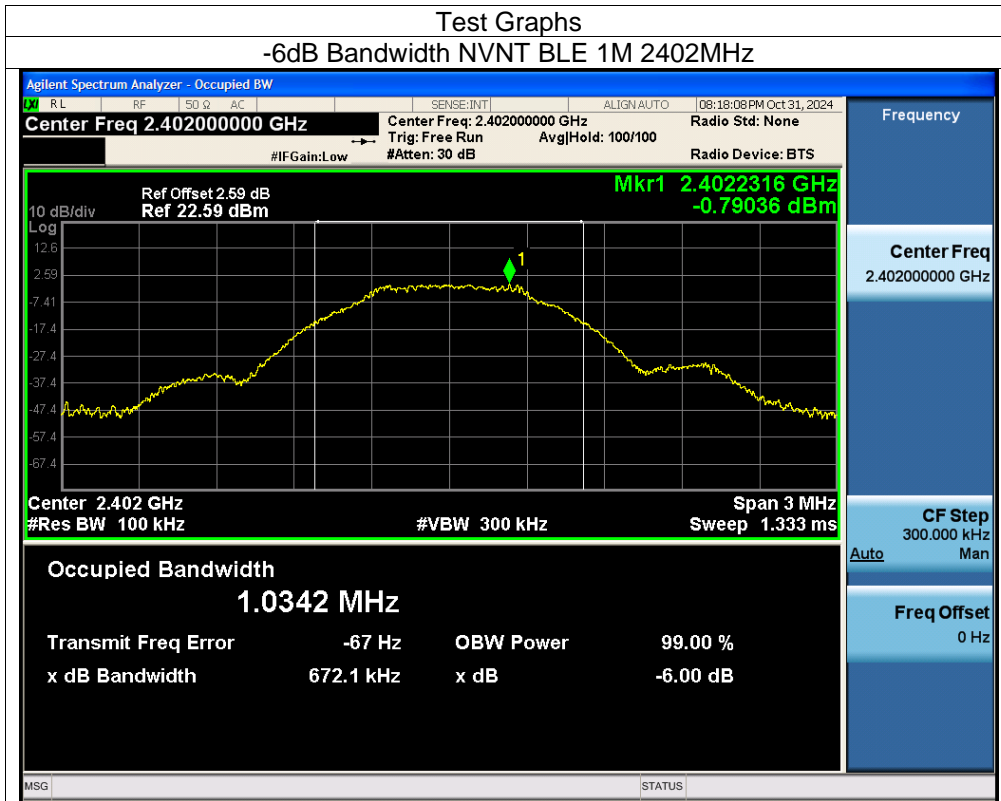 Test Graphs
-6dB Bandwidth NVNT BLE 1M 2402MHz
Agilent Spectrum Analyzer - Occupied BW
LXI RL RF 50 Ω AC SENSE:INT ALIGN AUTO 08:18:08 PM Oct 31, 2024
Center Freq 2.402000000 GHz
Center Freq: 2.402000000 GHz
Radio Std: None
Trig: Free Run Avg|Hold: 100/100
#IFGain:Low
#Atten: 30 dB
Radio Device: BTS
Ref Offset 2.59 dB
10 dB/div Ref 22.59 dBm
Mkr1 2.4022316 GHz
-0.79036 dBm
Log
12.6
2.59
-7.41
-17.4
-27.4
-37.4
-47.4
-57.4
-67.4
1
Center 2.402 GHz Span 3 MHz
#Res BW 100 kHz #VBW 300 kHz Sweep 1.333 ms
Occupied Bandwidth
1.0342 MHz
Transmit Freq Error -67 Hz OBW Power 99.00 %
x dB Bandwidth 672.1 kHz x dB -6.00 dB
Frequency
Center Freq
2.402000000 GHz
CF Step
300.000 kHz
Auto Man
Freq Offset
0 Hz
MSG STATUS